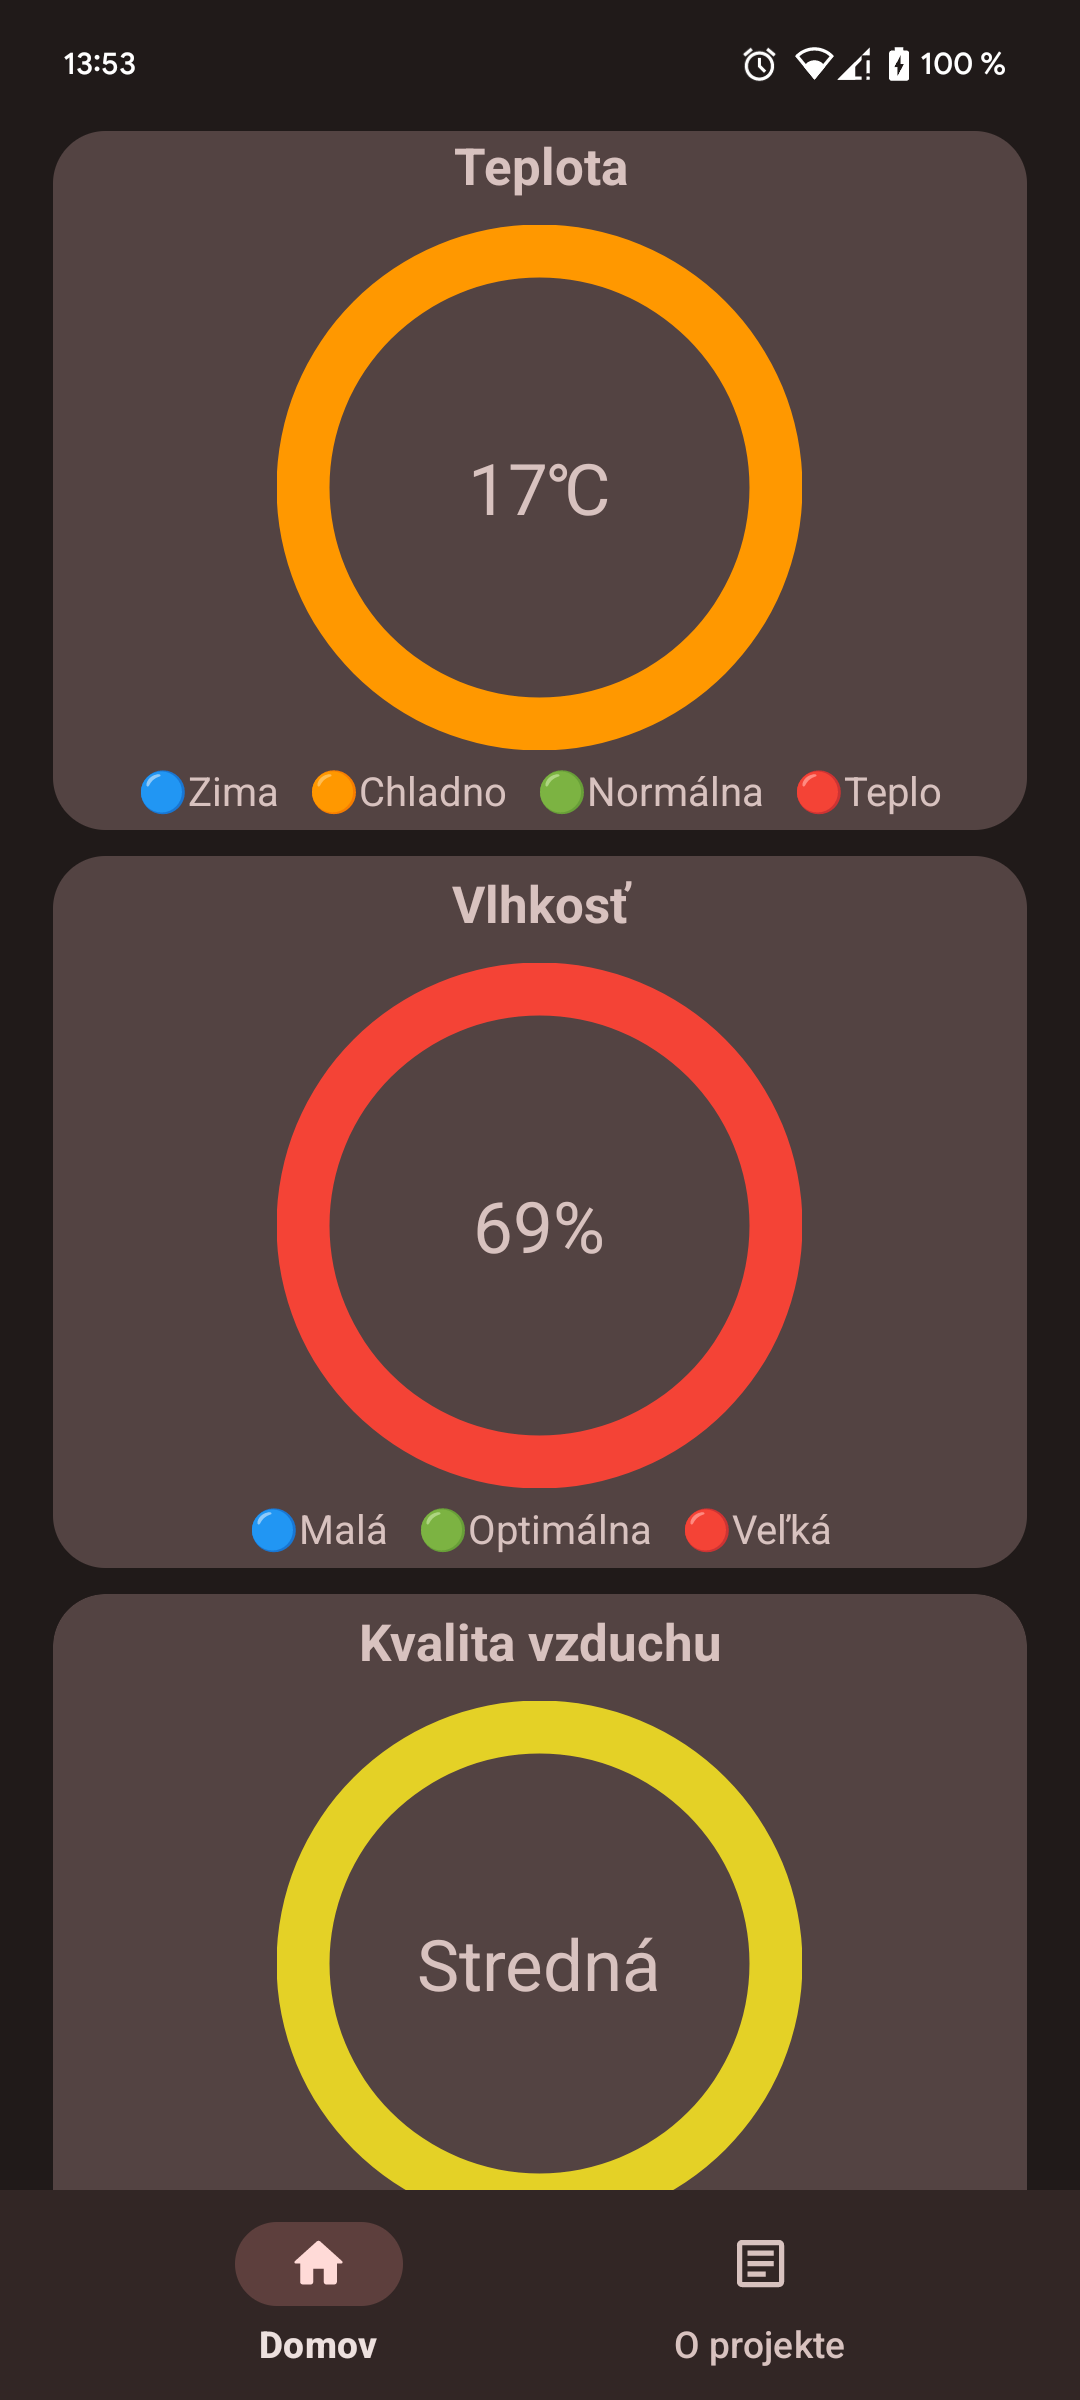 13:53 100 %
Teplota
17°C
Zima Chladno Normálna Teplo
Vlhkosť
69%
Malá Optimálna Veľká
Kvalita vzduchu
Stredná
Domov O projekte